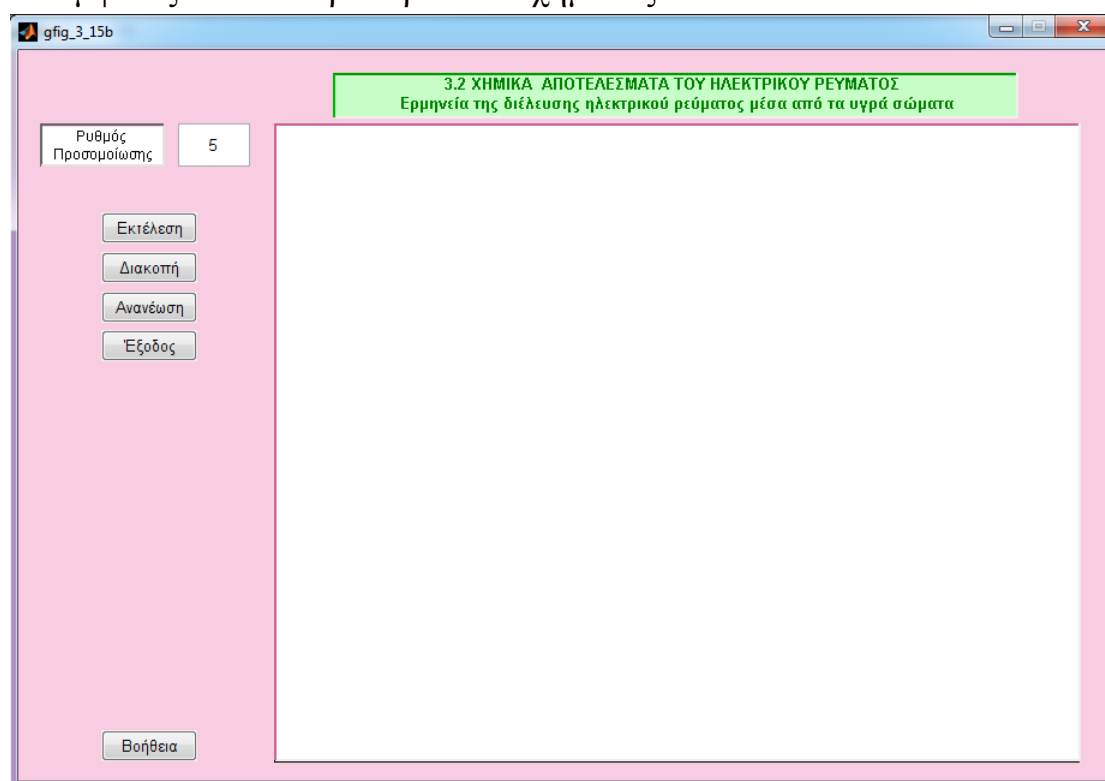 gfig_3_15b
3.2 ΧΗΜΙΚΑ ΑΠΟΤΕΛΕΣΜΑΤΑ ΤΟΥ ΗΛΕΚΤΡΙΚΟΥ ΡΕΥΜΑΤΟΣ
Ερμηνεία της διέλευσης ηλεκτρικού ρεύματος μέσα από τα υγρά σώματα
Ρυθμός
Προσομοίωσης
5
Εκτέλεση
Διακοπή
Ανανέωση
Έξοδος
Βοήθεια